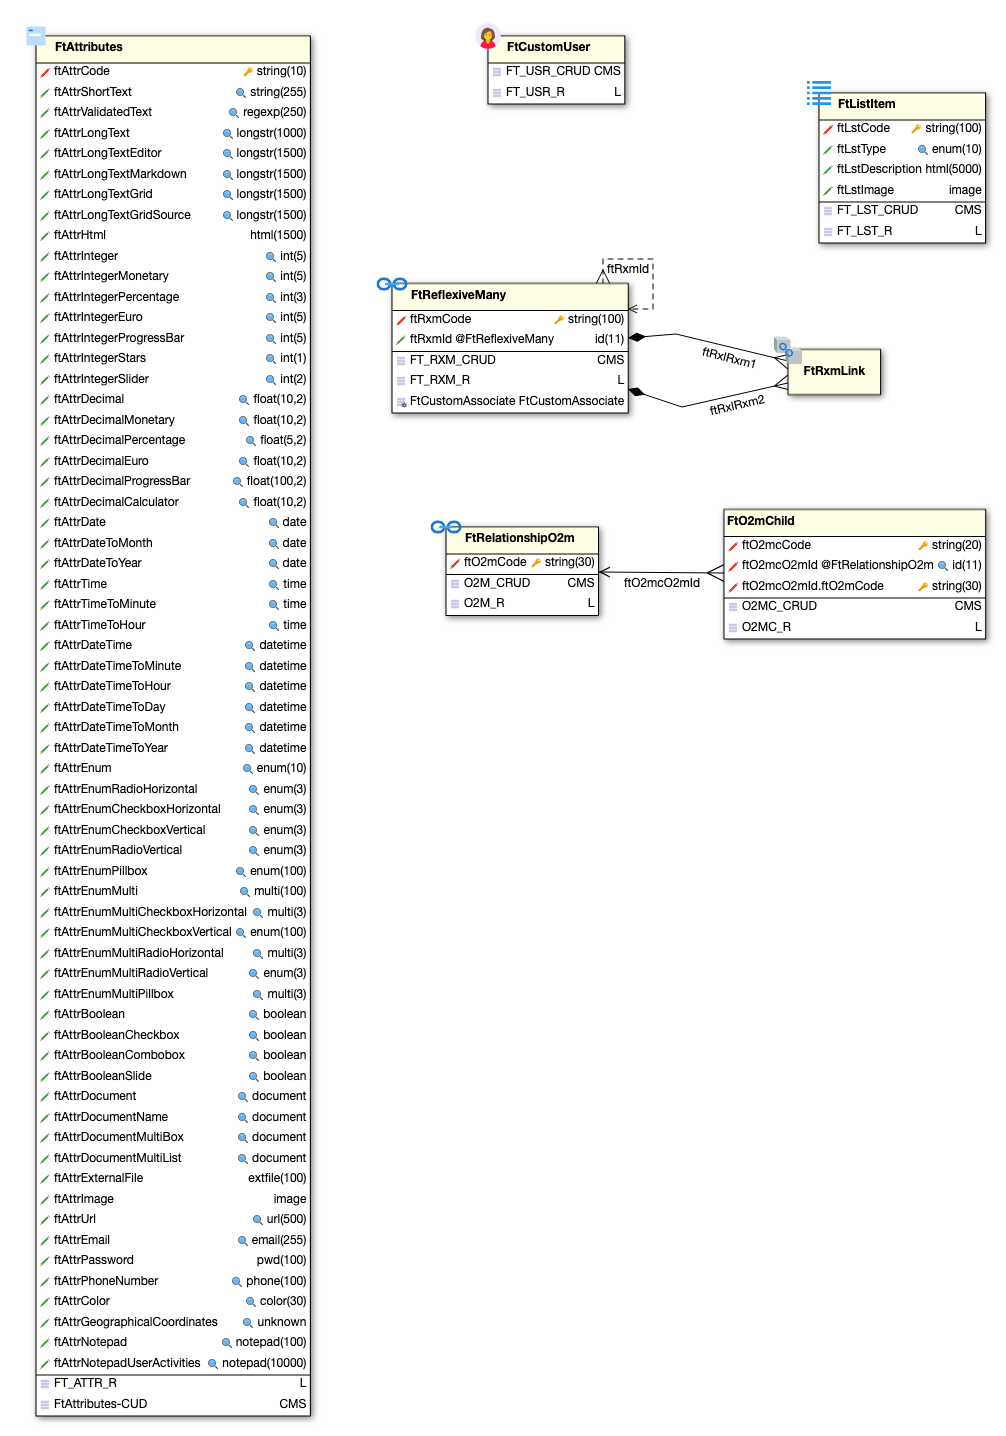 FtAttributes
ftAttrCode string(10)
ftAttrShortText string(255)
ftAttrValidatedText regexp(250)
ftAttrLongText longstr(1000)
ftAttrLongTextEditor longstr(1500)
ftAttrLongTextMarkdown longstr(1500)
ftAttrLongTextGrid longstr(1500)
ftAttrLongTextGridSource longstr(1500)
ftAttrHtml html(1500)
ftAttrInteger int(5)
ftAttrIntegerMonetary int(5)
ftAttrIntegerPercentage int(3)
ftAttrIntegerEuro int(5)
ftAttrIntegerProgressBar int(5)
ftAttrIntegerStars int(1)
ftAttrIntegerSlider int(2)
ftAttrDecimal float(10,2)
ftAttrDecimalMonetary float(10,2)
ftAttrDecimalPercentage float(5,2)
ftAttrDecimalEuro float(10,2)
ftAttrDecimalProgressBar float(100,2)
ftAttrDecimalCalculator float(10,2)
ftAttrDate date
ftAttrDateToMonth date
ftAttrDateToYear date
ftAttrTime time
ftAttrTimeToMinute time
ftAttrTimeToHour time
ftAttrDateTime datetime
ftAttrDateTimeToMinute datetime
ftAttrDateTimeToHour datetime
ftAttrDateTimeToDay datetime
ftAttrDateTimeToMonth datetime
ftAttrDateTimeToYear datetime
ftAttrEnum enum(10)
ftAttrEnumRadioHorizontal enum(3)
ftAttrEnumCheckboxHorizontal enum(3)
ftAttrEnumCheckboxVertical enum(3)
ftAttrEnumRadioVertical enum(3)
ftAttrEnumPillbox enum(100)
ftAttrEnumMulti multi(100)
ftAttrEnumMultiCheckboxHorizontal multi(3)
ftAttrEnumMultiCheckboxVertical enum(100)
ftAttrEnumMultiRadioHorizontal multi(3)
ftAttrEnumMultiRadioVertical enum(3)
ftAttrEnumMultiPillbox multi(3)
ftAttrBoolean boolean
ftAttrBooleanCheckbox boolean
ftAttrBooleanCombobox boolean
ftAttrBooleanSlide boolean
ftAttrDocument document
ftAttrDocumentName document
ftAttrDocumentMultiBox document
ftAttrDocumentMultiList document
ftAttrExternalFile extfile(100)
ftAttrImage image
ftAttrUrl url(500)
ftAttrEmail email(255)
ftAttrPassword pwd(100)
ftAttrPhoneNumber phone(100)
ftAttrColor color(30)
ftAttrGeographicalCoordinates unknown
ftAttrNotepad notepad(100)
ftAttrNotepadUserActivities notepad(10000)
FT_ATTR_R L
FtAttributes-CUD CMS
FtCustomUser
FT_USR_CRUD CMS
FT_USR_R L
FtListItem
ftLstCode string(100)
ftLstType enum(10)
ftLstDescription html(5000)
ftLstImage image
FT_LST_CRUD CMS
FT_LST_R L
ftRxmId
FtReflexiveMany
ftRxmCode string(100)
ftRxmId @FtReflexiveMany id(11)
FT_RXM_CRUD CMS
FT_RXM_R L
FtCustomAssociate FtCustomAssociate
ftRxlRxm1
ftRxlRxm2
FtRxmLink
FtRelationshipO2m
ftO2mCode string(30)
O2M_CRUD CMS
O2M_R L
ftO2mcO2mId
FtO2mChild
ftO2mcCode string(20)
ftO2mcO2mId @FtRelationshipO2m id(11)
ftO2mcO2mId.ftO2mCode string(30)
O2MC_CRUD CMS
O2MC_R L